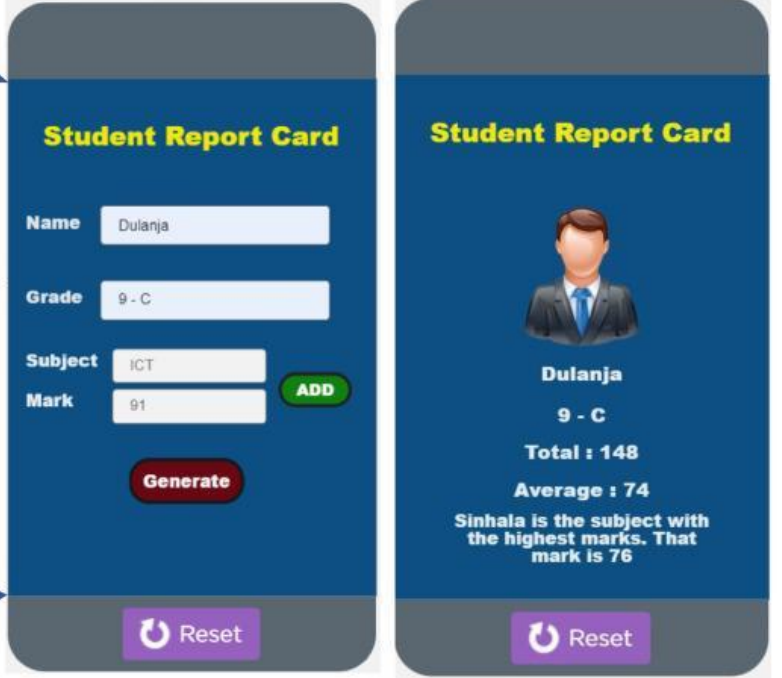 Student Report Card
Name
Dulanja
Grade
9 - C
Subject
ICT
Mark
91
ADD
Generate
Reset
Student Report Card
Dulanja
9 - C
Total : 148
Average : 74
Sinhala is the subject with
the highest marks. That
mark is 76
Reset